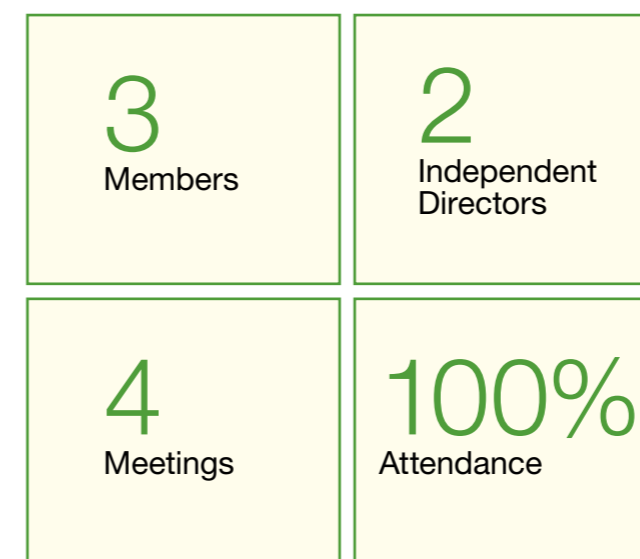 3
Members
2
Independent
Directors
4
Meetings
100%
Attendance